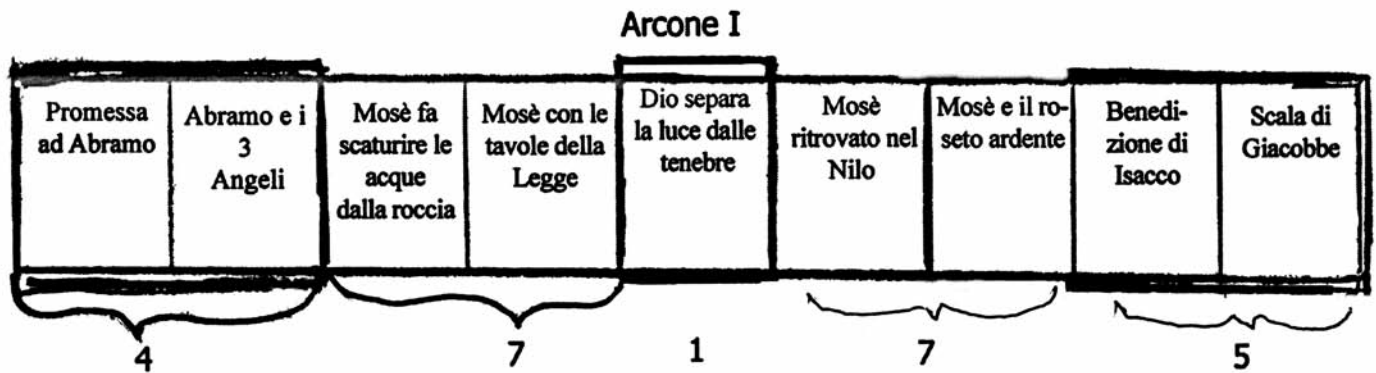 Arcone I
Promessa
ad Abramo
Abramo e i
3
Angeli
Mosè fa
scaturire le
acque
dalla roccia
Mosè con le
tavole della
Legge
Dio separa
la luce dalle
tenebre
Mosè
ritrovato nel
Nilo
Mosè e il ro-
seto ardente
Benedi-
zione di
Isacco
Scala di
Giacobbe
4
7
1
7
5